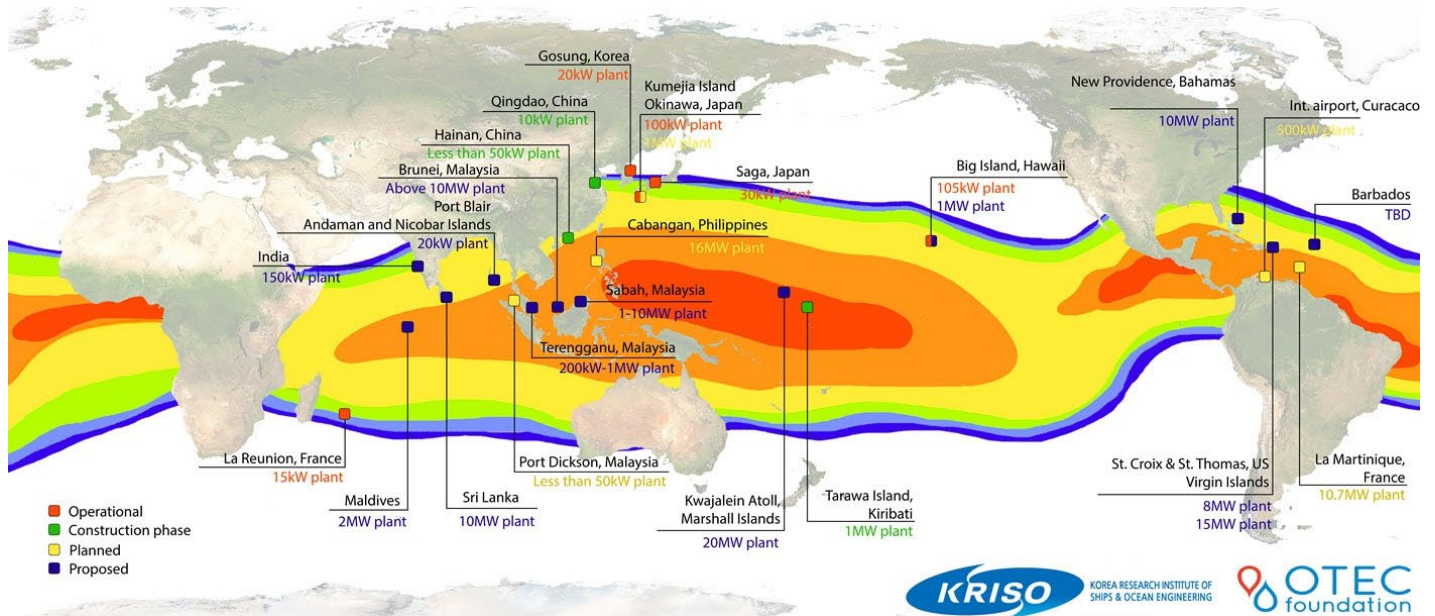 Gosung, Korea
20kW plant
Kumejia Island
Okinawa, Japan
100kW plant
1MW plant
Qingdao, China
10kW plant
Hainan, China
Less than 50kW plant
Brunei, Malaysia
Above 10MW plant
Port Blair
Andaman and Nicobar Islands
20kW plant
India
150kW plant
Saga, Japan
30kW plant
Cabangan, Philippines
16MW plant
Sabah, Malaysia
1-10MW plant
Terengganu, Malaysia
200kW-1MW plant
Big Island, Hawaii
105kW plant
1MW plant
New Providence, Bahamas
10MW plant
Int. airport, Curacaco
500kW plant
Barbados
TBD
La Reunion, France
15kW plant
Maldives
2MW plant
Sri Lanka
10MW plant
Port Dickson, Malaysia
Less than 50kW plant
Kwajalein Atoll,
Marshall Islands
20MW plant
Tarawa Island,
Kiribati
1MW plant
St. Croix & St. Thomas, US
Virgin Islands
8MW plant
15MW plant
La Martinique,
France
10.7MW plant
Operational
Construction phase
Planned
Proposed
KRISO
KOREA RESEARCH INSTITUTE OF
SHIPS & OCEAN ENGINEERING
OTEC
foundation